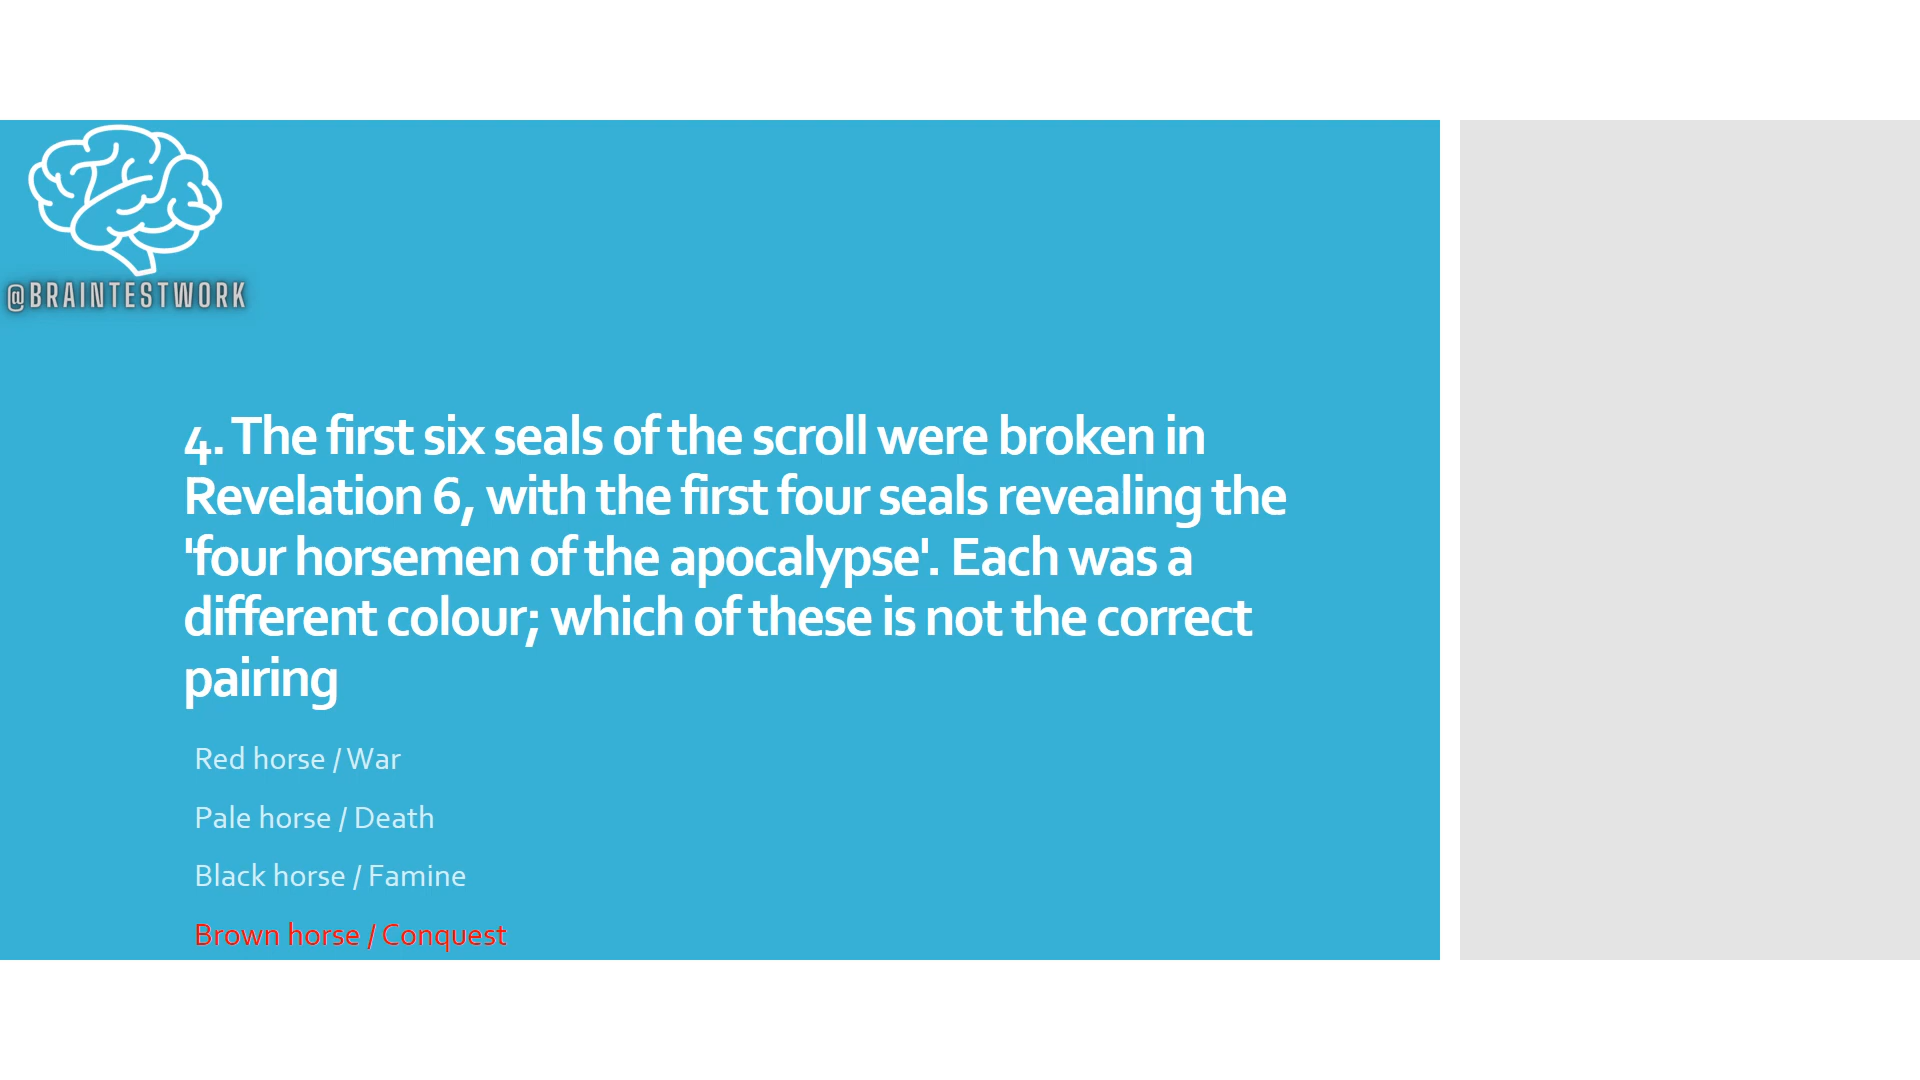 @BRAINTESTWORK
4. The first six seals of the scroll were broken in
Revelation 6, with the first four seals revealing the
'four horsemen of the apocalypse'. Each was a
different colour; which of these is not the correct
pairing
Red horse / War
Pale horse / Death
Black horse / Famine
Brown horse / Conquest